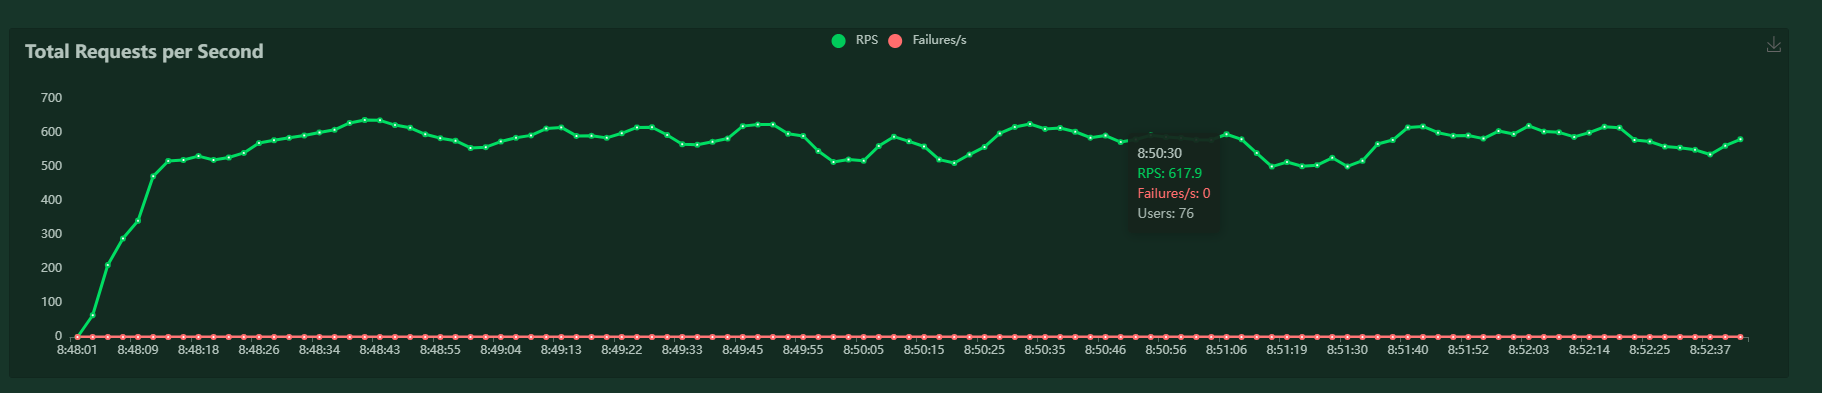 Total Requests per Second
RPS Failures/s
700
600
500
400
300
200
100
0
8:50:30
RPS: 617.9
Failures/s: 0
Users: 76
8:48:01 8:48:09 8:48:18 8:48:26 8:48:34 8:48:43 8:48:55 8:49:04 8:49:13 8:49:22 8:49:33 8:49:45 8:49:55 8:50:05 8:50:15 8:50:25 8:50:35 8:50:46 8:50:56 8:51:06 8:51:19 8:51:30 8:51:40 8:51:52 8:52:03 8:52:14 8:52:25 8:52:37